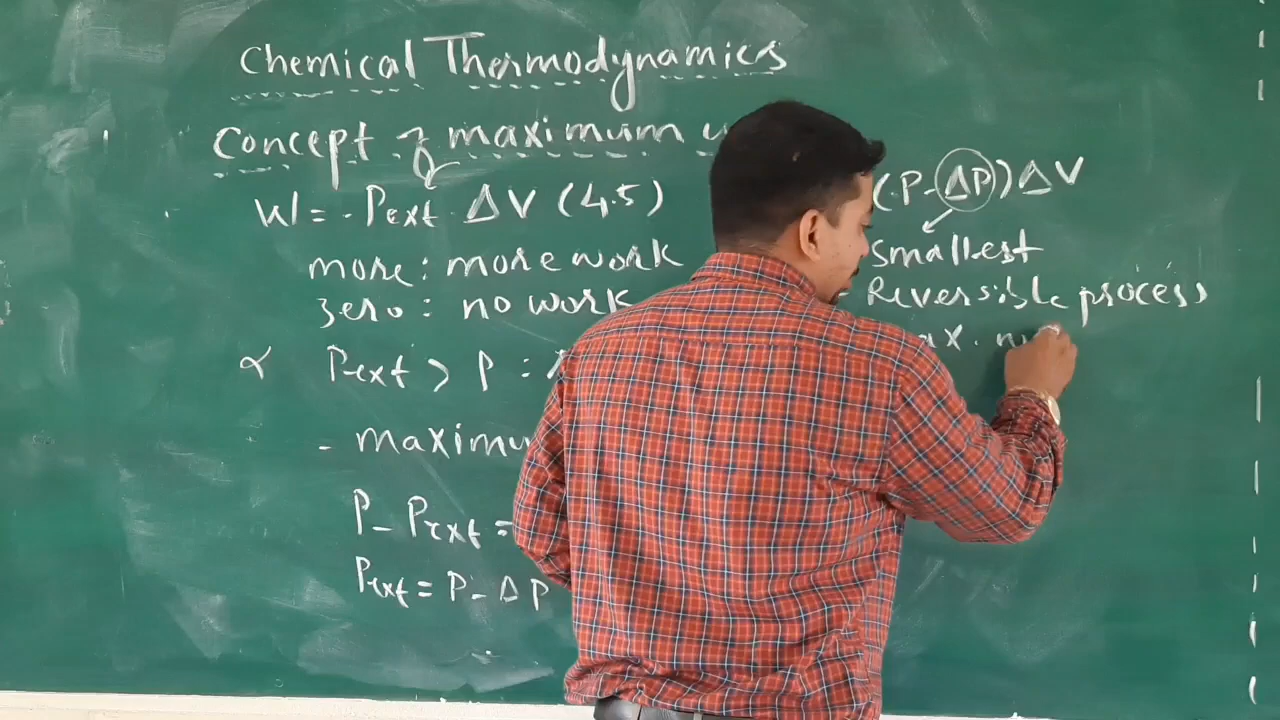 Chemical Thermodynamics
Concept of maximum
W = - Pext. ΔV (4.5)
more : more work
zero : no work
α Pext > P :
- maximu
P - Pext =
Pext = P - ΔP
(P - ΔP)) ΔV
smallest
- Reversible process
ax.